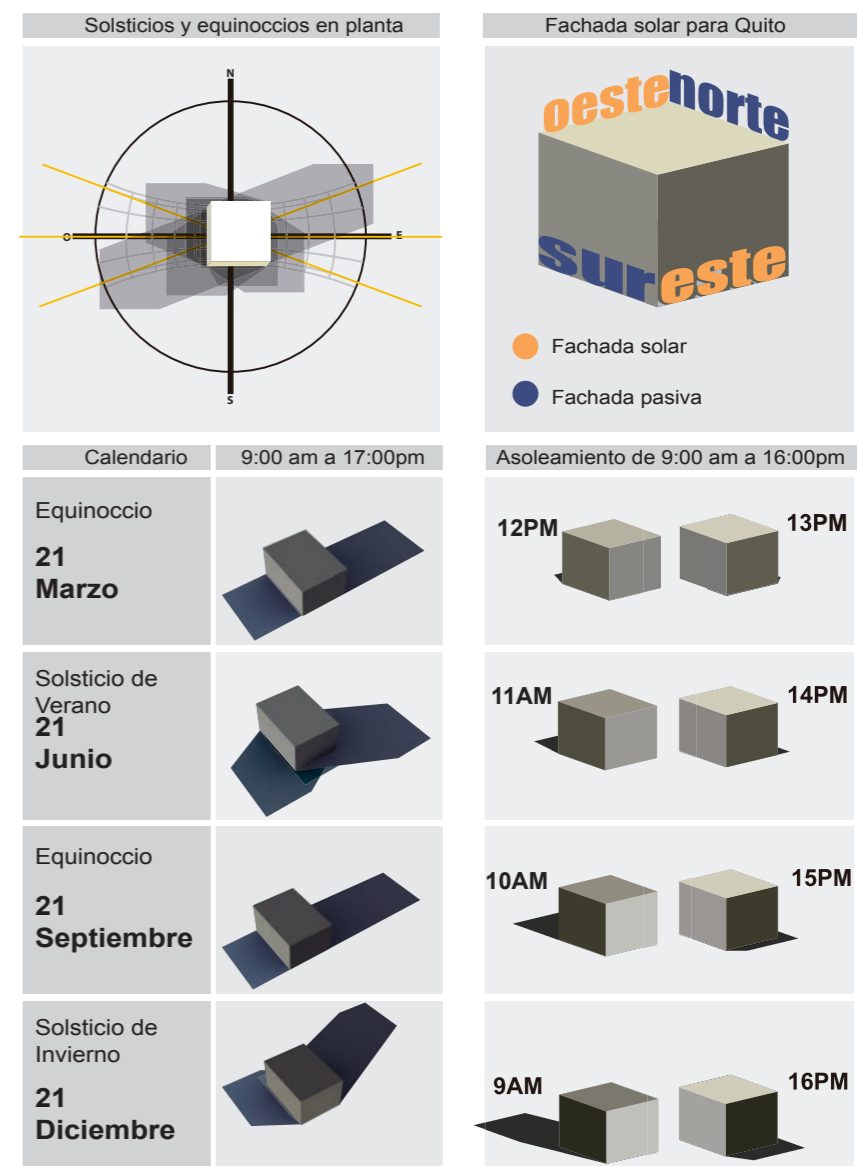 Solsticios y equinoccios en planta
N
O
E
S
Fachada solar para Quito
oeste norte
sur este
Fachada solar
Fachada pasiva
Calendario
9:00 am a 17:00pm
Asoleamiento de 9:00 am a 16:00pm
Equinoccio
21
Marzo
12PM
13PM
Solsticio de
Verano
21
Junio
11AM
14PM
Equinoccio
21
Septiembre
10AM
15PM
Solsticio de
Invierno
21
Diciembre
9AM
16PM